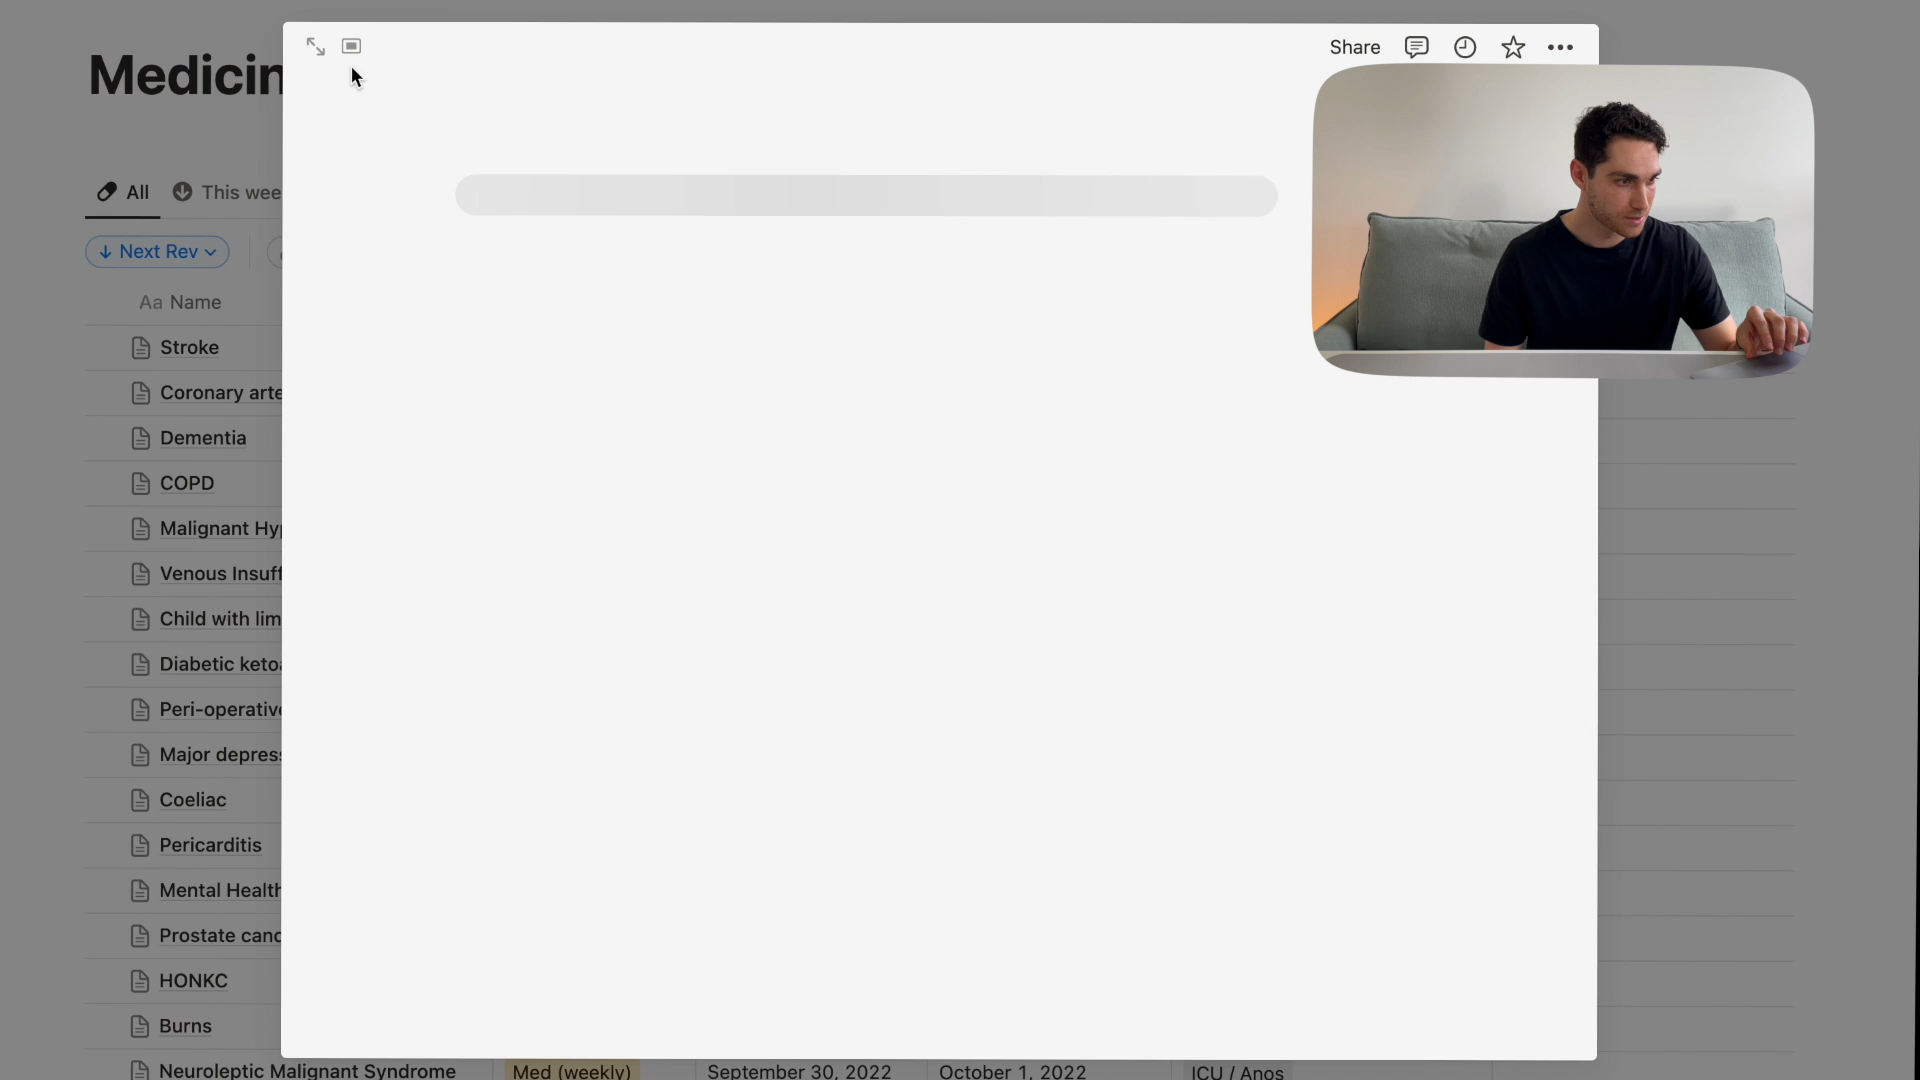 Share
Medicin
All
This wee
Next Rev
Aa Name
Stroke
Coronary arte
Dementia
COPD
Malignant Hy
Venous Insuff
Child with lim
Diabetic keto
Peri-operative
Major depres
Coeliac
Pericarditis
Mental Health
Prostate canc
HONKC
Burns
Neuroleptic Malignant Syndrome Med (weekly) September 30, 2022 October 1, 2022 ICU / Anos